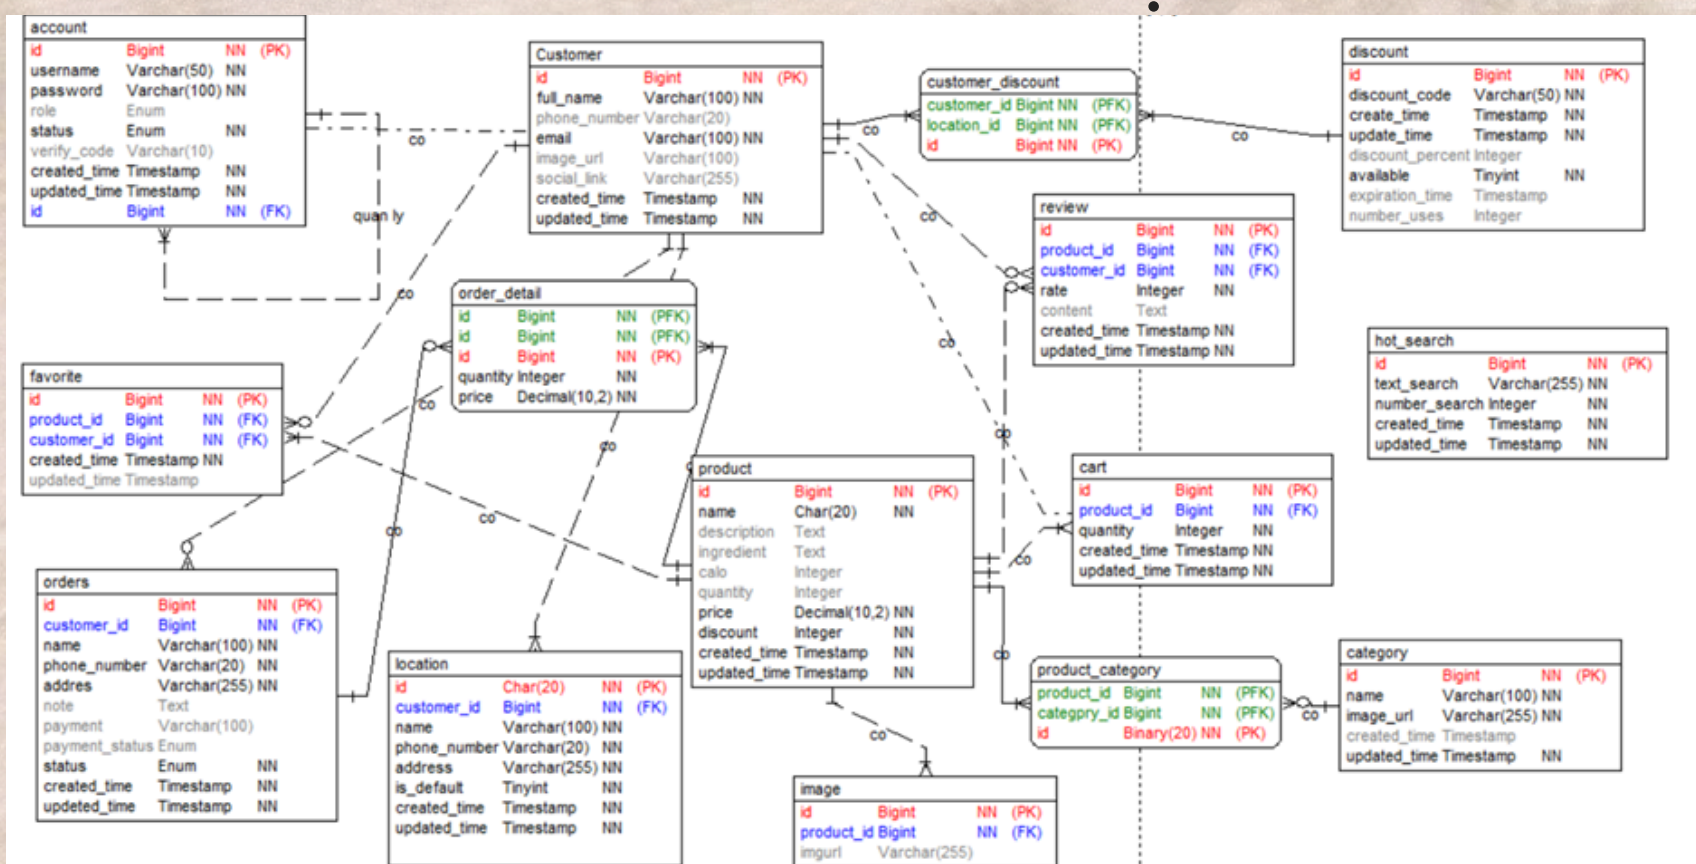 account
id Bigint NN (PK)
username Varchar(50) NN
password Varchar(100) NN
role Enum
status Enum NN
verify_code Varchar(10)
created_time Timestamp NN
updated_time Timestamp NN
id Bigint NN (FK)
quan ly
co
Customer
id Bigint NN (PK)
full_name Varchar(100) NN
phone_number Varchar(20)
email Varchar(100) NN
image_url Varchar(100)
social_link Varchar(255)
created_time Timestamp NN
updated_time Timestamp NN
co
customer_discount
customer_id Bigint NN (PFK)
location_id Bigint NN (PFK)
id Bigint NN (PK)
co
discount
id Bigint NN (PK)
discount_code Varchar(50) NN
create_time Timestamp NN
update_time Timestamp NN
discount_percent Integer
available Tinyint NN
expiration_time Timestamp
number_uses Integer
co
review
id Bigint NN (PK)
product_id Bigint NN (FK)
customer_id Bigint NN (FK)
rate Integer NN
content Text
created_time Timestamp NN
updated_time Timestamp NN
co
order_detail
id Bigint NN (PFK)
id Bigint NN (PFK)
id Bigint NN (PK)
quantity Integer NN
price Decimal(10,2) NN
co
hot_search
id Bigint NN (PK)
text_search Varchar(255) NN
number_search Integer NN
created_time Timestamp NN
updated_time Timestamp NN
favorite
id Bigint NN (PK)
product_id Bigint NN (FK)
customer_id Bigint NN (FK)
created_time Timestamp NN
updated_time Timestamp
co
co
co
co
co
product
id Bigint NN (PK)
name Char(20) NN
description Text
ingredient Text
calo Integer
quantity Integer
price Decimal(10,2) NN
discount Integer NN
created_time Timestamp NN
updated_time Timestamp NN
cart
id Bigint NN (PK)
product_id Bigint NN (FK)
quantity Integer NN
created_time Timestamp NN
updated_time Timestamp NN
co
orders
id Bigint NN (PK)
customer_id Bigint NN (FK)
name Varchar(100) NN
phone_number Varchar(20) NN
addres Varchar(255) NN
note Text
payment Varchar(100)
payment_status Enum
status Enum NN
created_time Timestamp NN
updeted_time Timestamp NN
location
id Char(20) NN (PK)
customer_id Bigint NN (FK)
name Varchar(100) NN
phone_number Varchar(20) NN
address Varchar(255) NN
is_default Tinyint NN
created_time Timestamp NN
updated_time Timestamp NN
co
product_category
product_id Bigint NN (PFK)
categpry_id Bigint NN (PFK)
id Binary(20) NN (PK)
co
category
id Bigint NN (PK)
name Varchar(100) NN
image_url Varchar(255) NN
created_time Timestamp
updated_time Timestamp NN
co
image
id Bigint NN (PK)
product_id Bigint NN (FK)
imgurl Varchar(255)